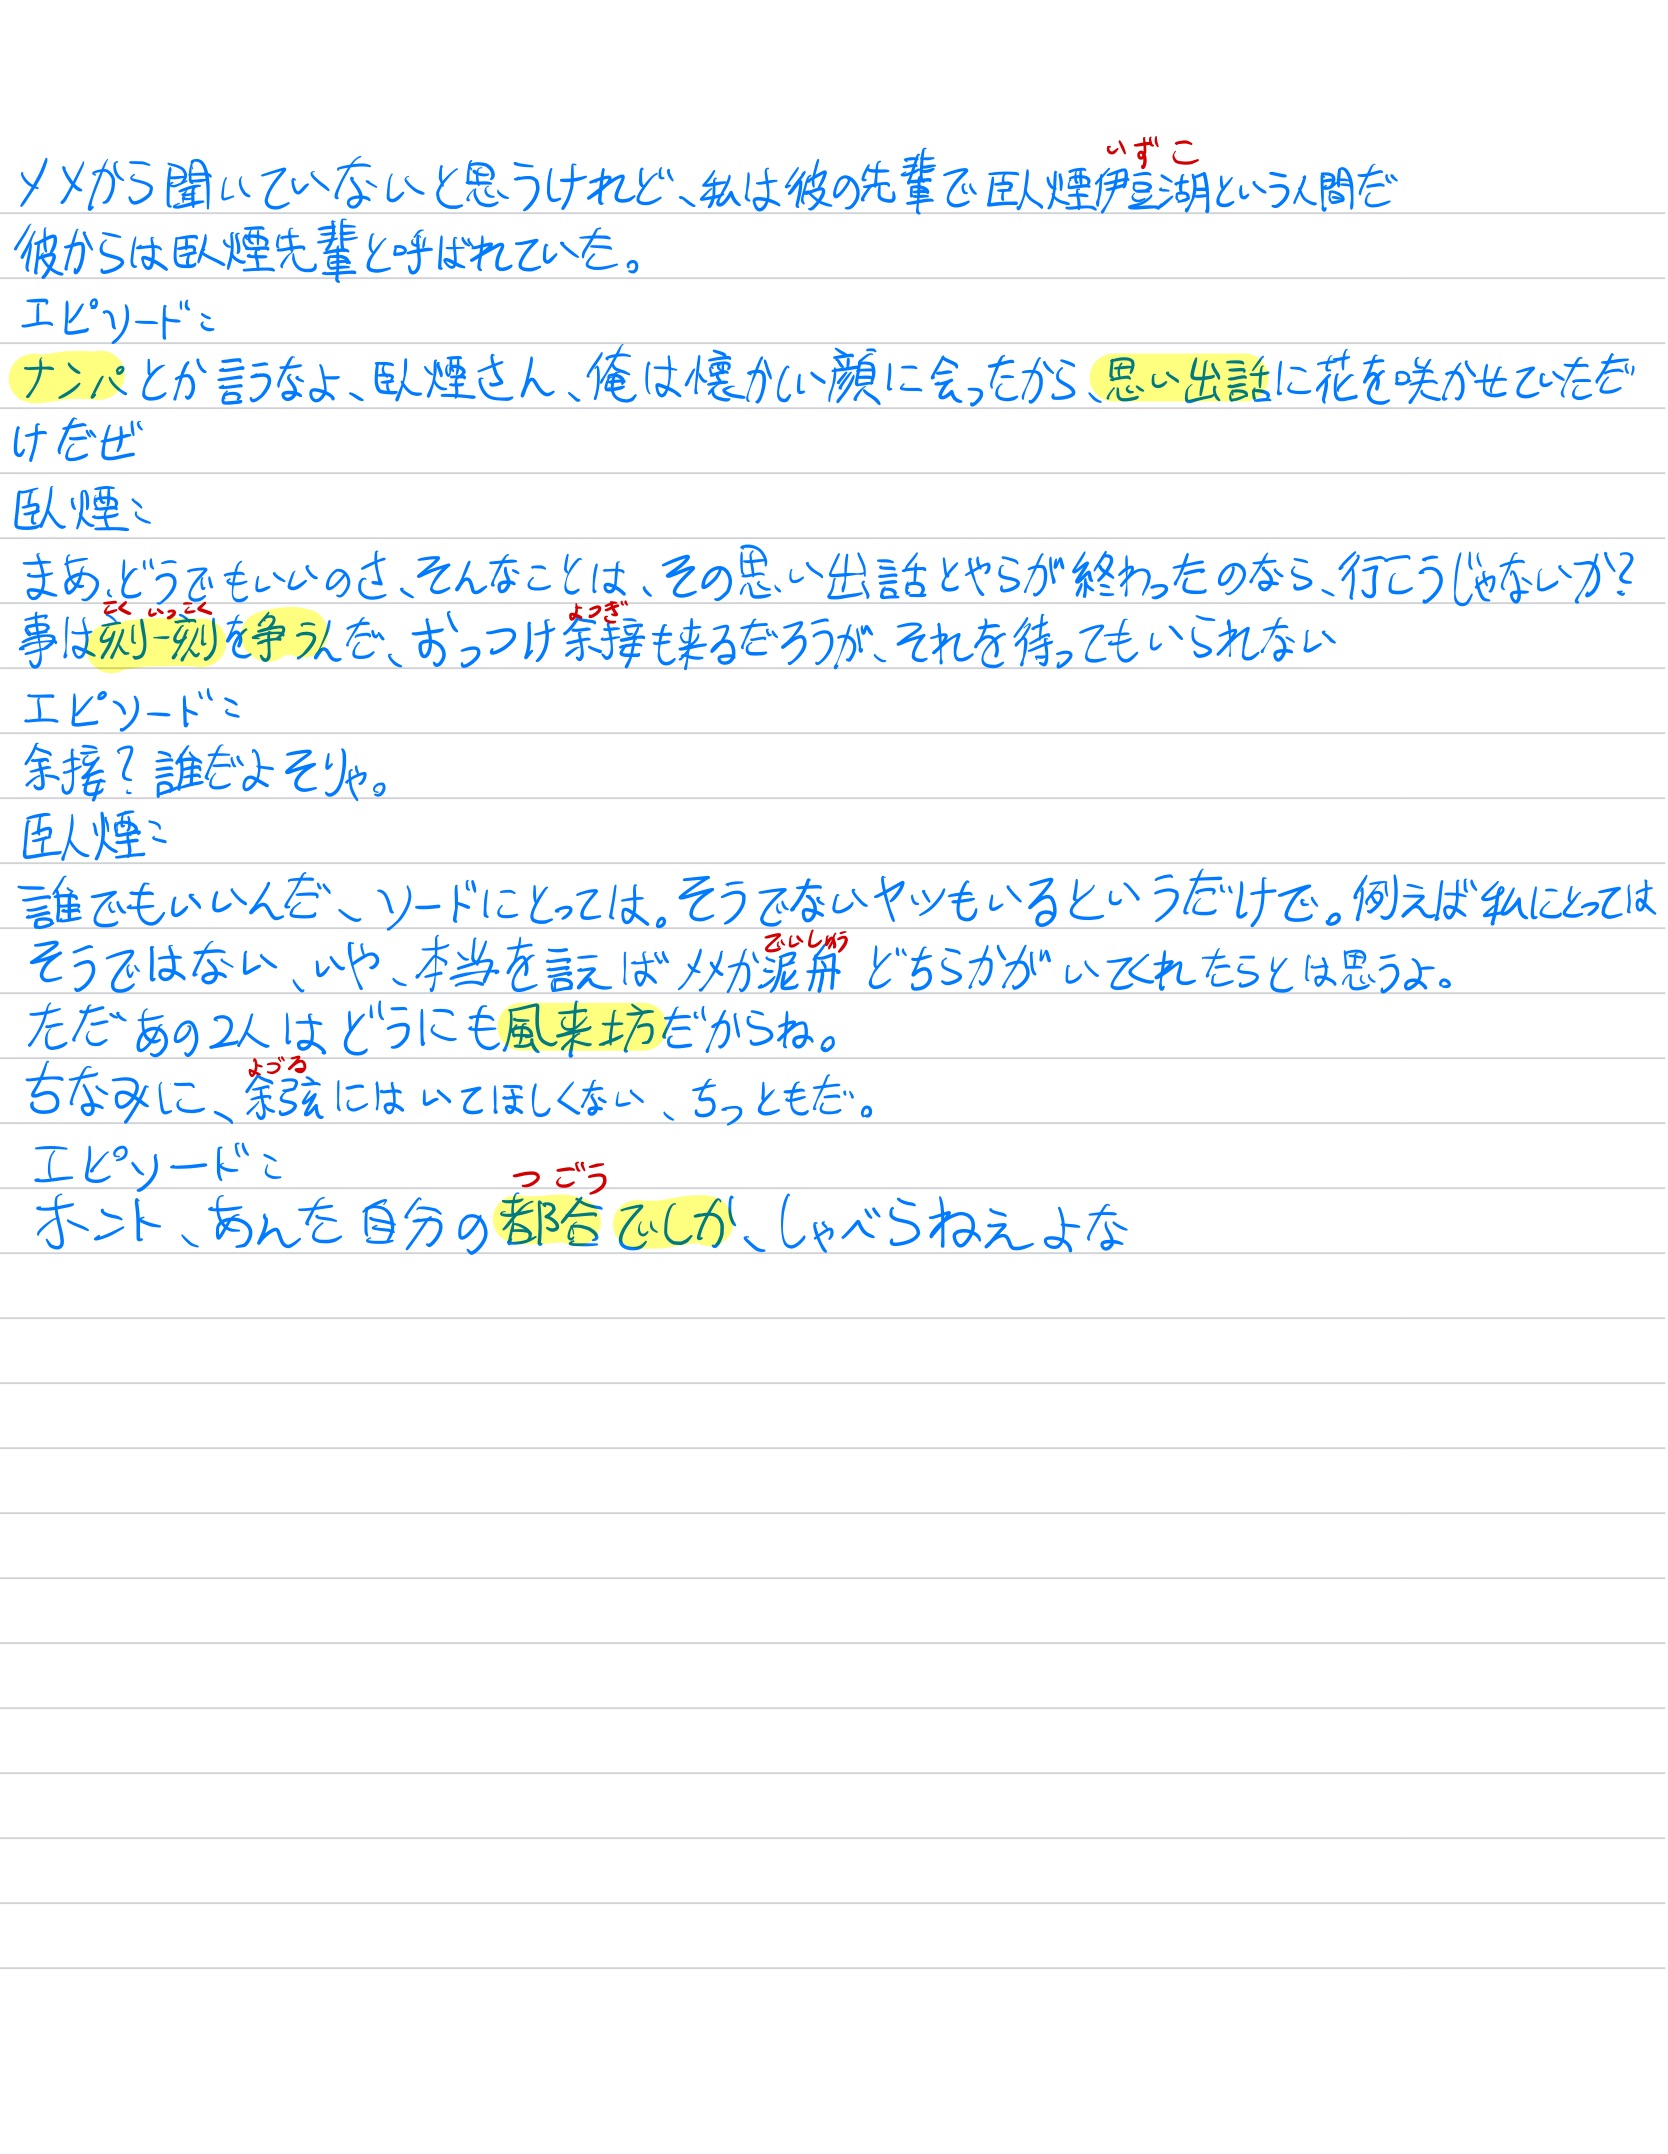 いずこ
メメから聞いていないと思うけれど、私は彼の先輩で臥煙伊豆湖という人間だ
彼からは臥煙先輩と呼ばれていた。
エピソード:
ナンパとか言うなよ、臥煙さん、俺は懐かしい顔に会ったから、思い出話に花を咲かせていただ
けだぜ
臥煙:
まあ、どうでもいいのさ、そんなことは、その思い出話とやらが終わったのなら、行こうじゃないか?
こく いっこく よつぎ
事は刻一刻を争うんだ、おっつけ余接も来るだろうが、それを待ってもいられない
エピソード:
余接?誰だよそりゃ。
臥煙:
誰でもいいんだ、ソードにとっては。そうでないヤツもいるというだけで。例えば私にとっては
でいしゅう
そうではない、いや、本当を言えばメメか泥舟どちらかがいてくれたらとは思うよ。
ただあの2人はどうにも風来坊だからね。
よづる
ちなみに、余弦にはいてほしくない、ちっともだ。
エピソード:
つごう
ホント、あんた自分の都合でしか、しゃべらねえよな